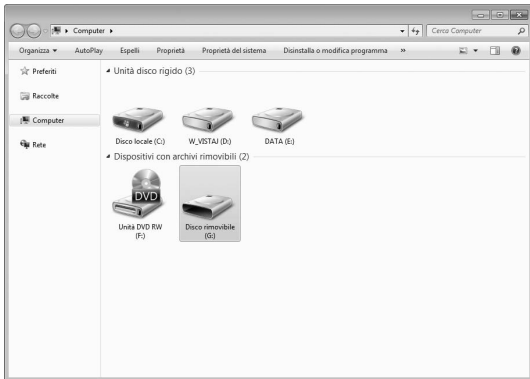 Computer
Cerca Computer
Organizza AutoPlay Espelli Proprietà Proprietà del sistema Disinstalla o modifica programma »
Preferiti
Raccolte
Computer
Rete
Unità disco rigido (3)
Disco locale (C:) W_VISTAJ (D:) DATA (E:)
Dispositivi con archivi rimovibili (2)
DVD
Unità DVD RW (F:)
Disco rimovibile (G:)